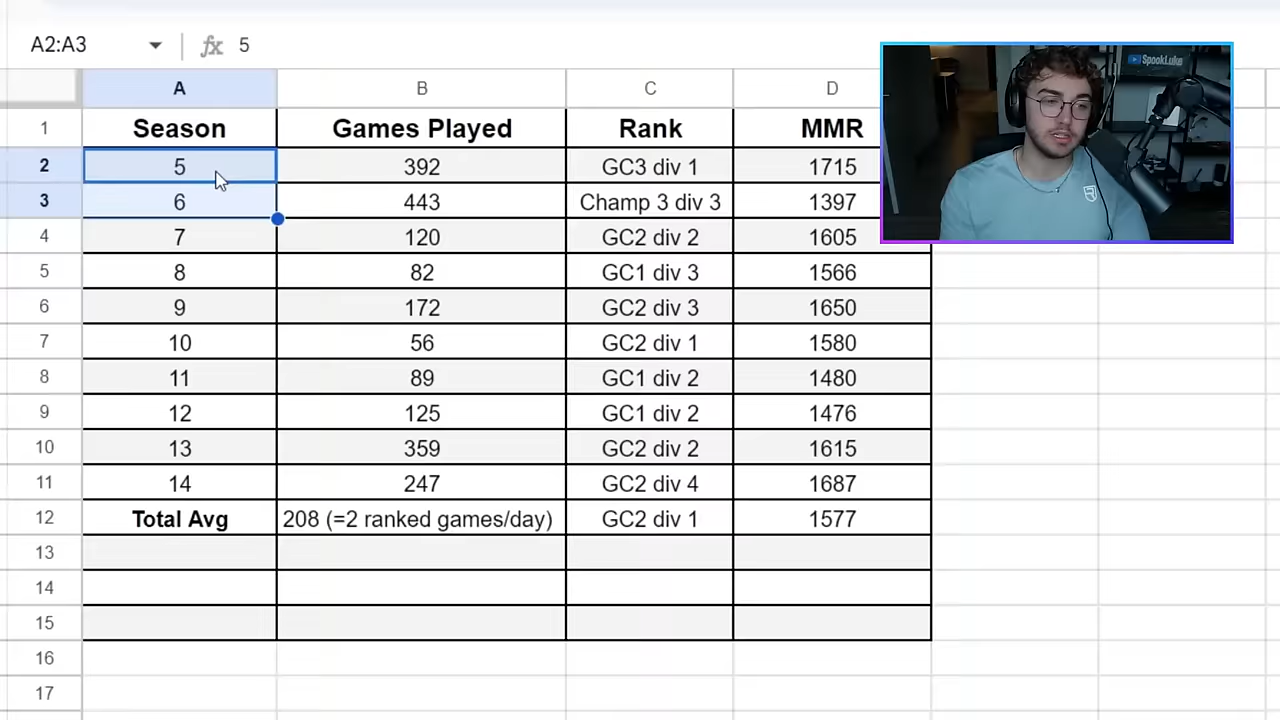 A2:A3 fx 5
A B C D
1 Season Games Played Rank MMR
2 5 392 GC3 div 1 1715
3 6 443 Champ 3 div 3 1397
4 7 120 GC2 div 2 1605
5 8 82 GC1 div 3 1566
6 9 172 GC2 div 3 1650
7 10 56 GC2 div 1 1580
8 11 89 GC1 div 2 1480
9 12 125 GC1 div 2 1476
10 13 359 GC2 div 2 1615
11 14 247 GC2 div 4 1687
12 Total Avg 208 (=2 ranked games/day) GC2 div 1 1577
13
14
15
16
17
SpookLuke